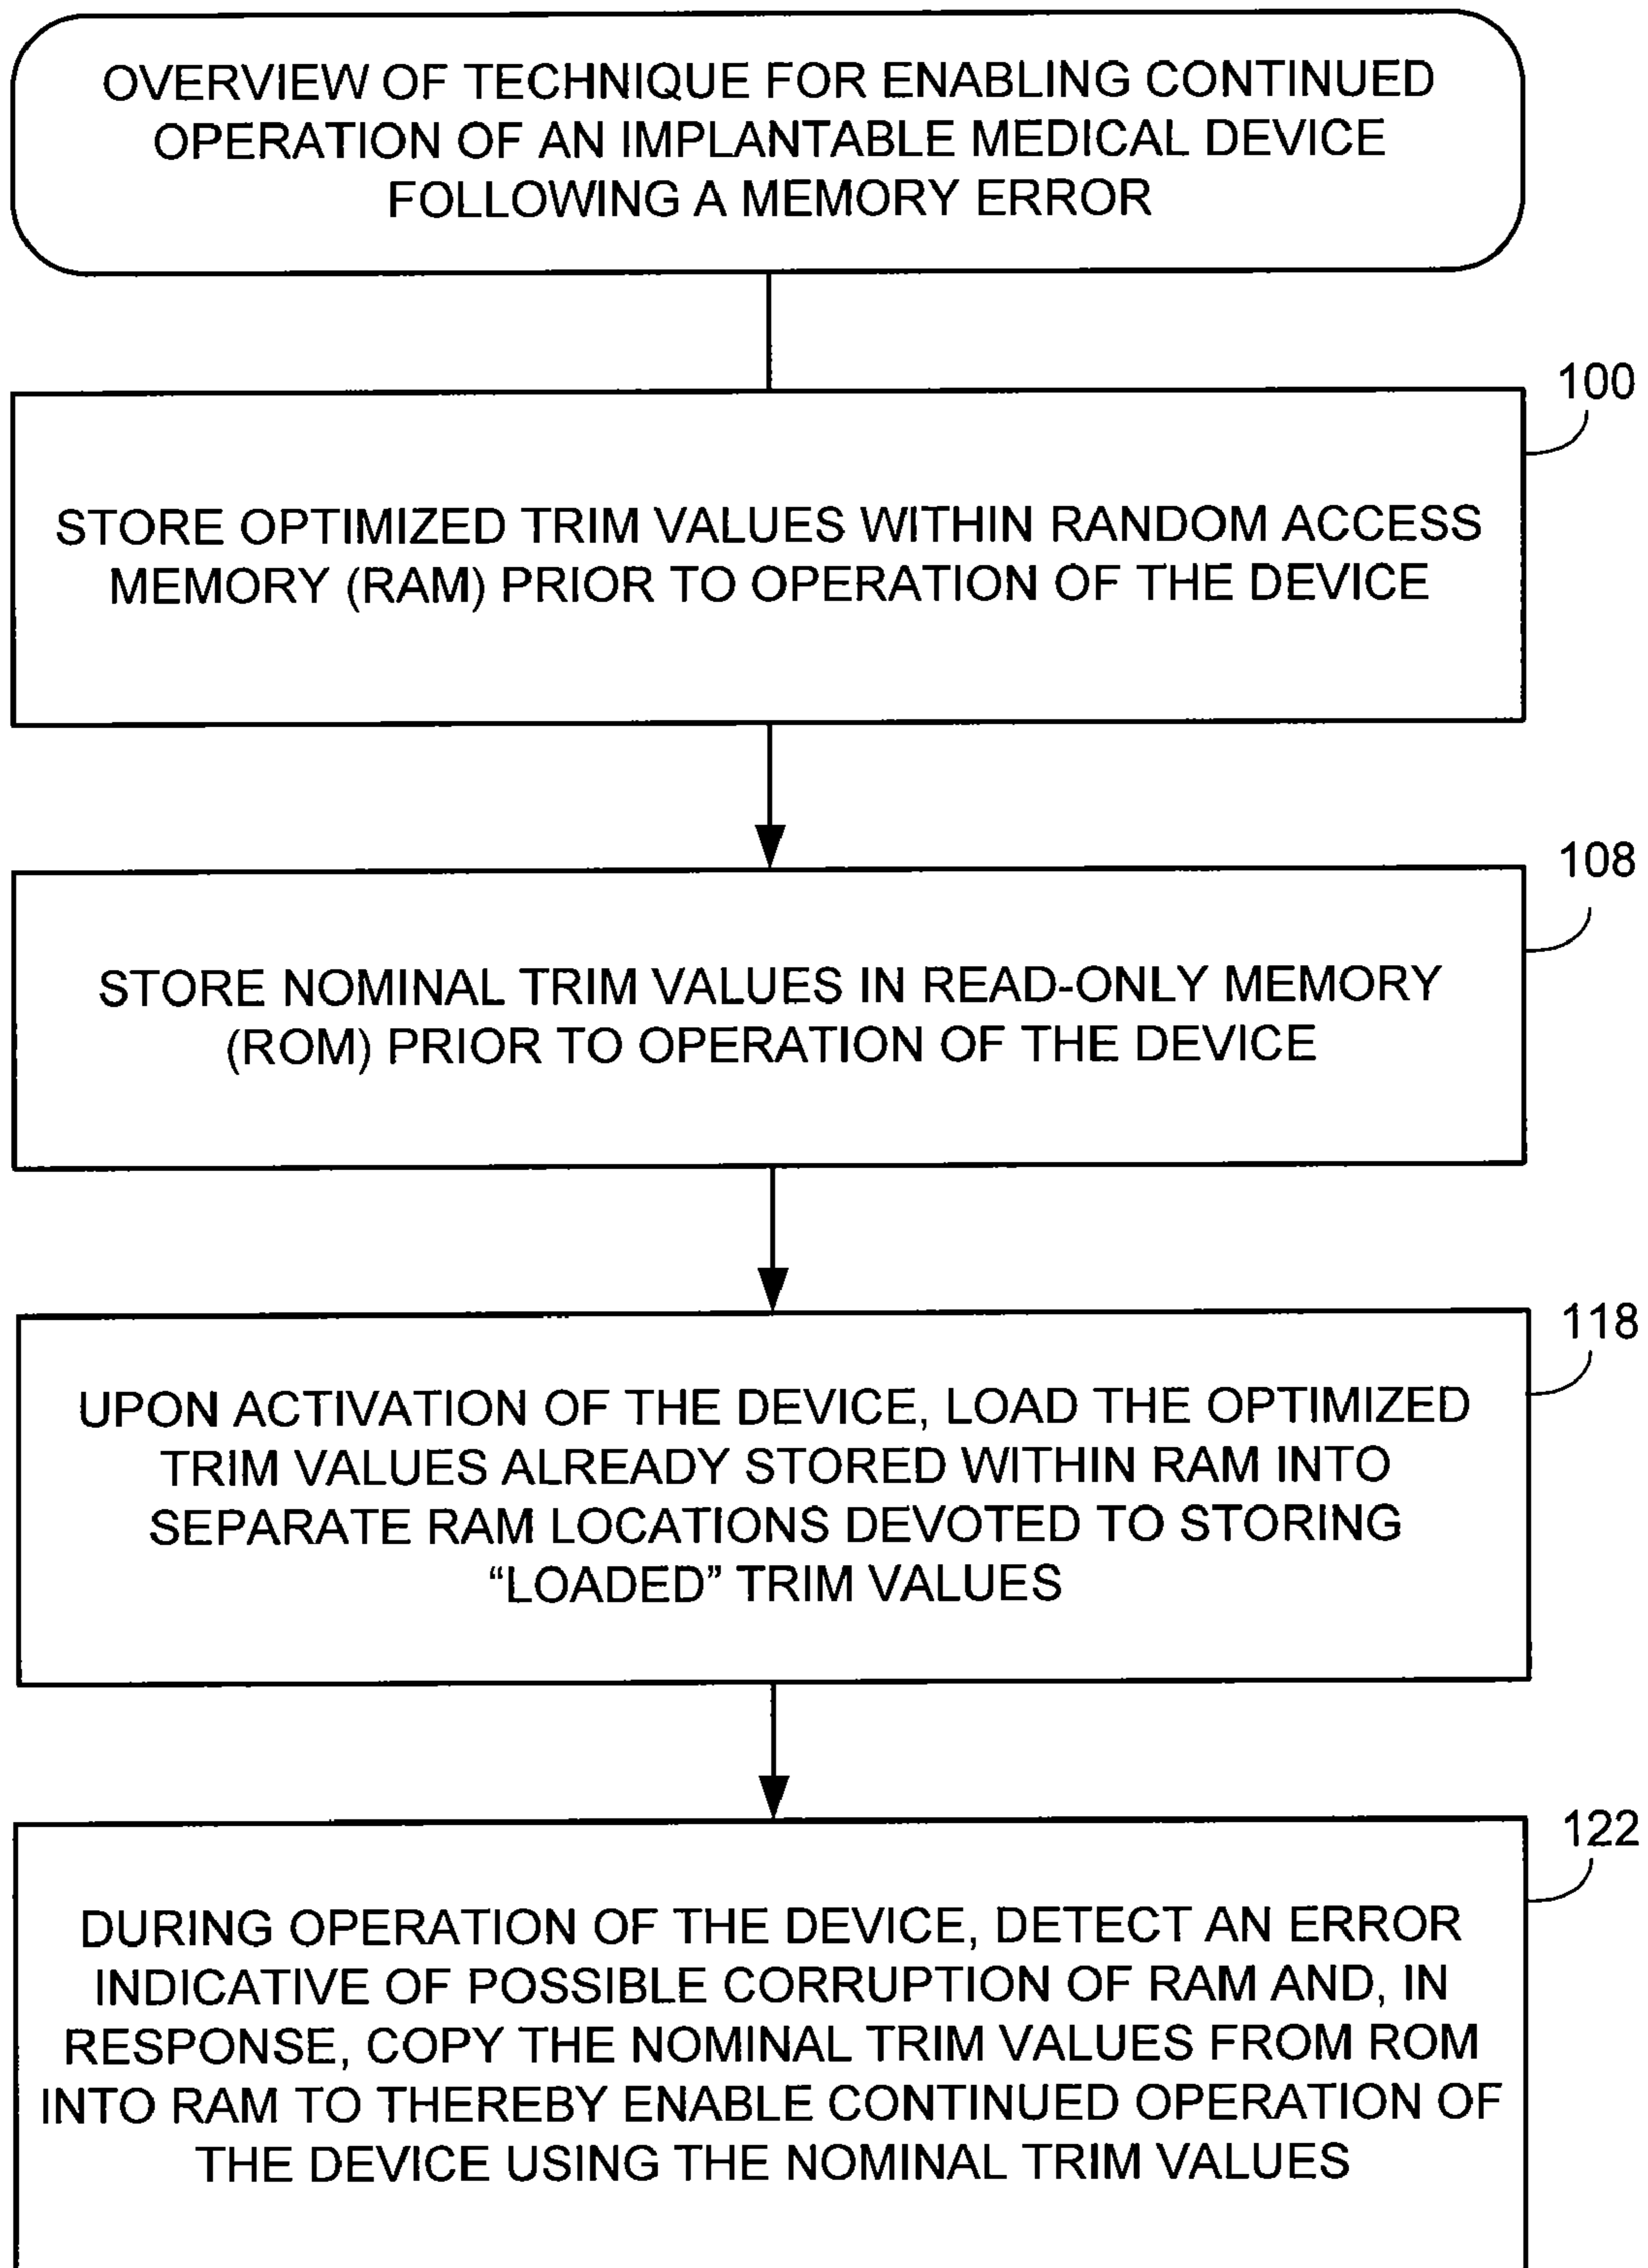 OVERVIEW OF TECHNIQUE FOR ENABLING CONTINUED
OPERATION OF AN IMPLANTABLE MEDICAL DEVICE
FOLLOWING A MEMORY ERROR
100
STORE OPTIMIZED TRIM VALUES WITHIN RANDOM ACCESS
MEMORY (RAM) PRIOR TO OPERATION OF THE DEVICE
108
STORE NOMINAL TRIM VALUES IN READ-ONLY MEMORY
(ROM) PRIOR TO OPERATION OF THE DEVICE
118
UPON ACTIVATION OF THE DEVICE, LOAD THE OPTIMIZED
TRIM VALUES ALREADY STORED WITHIN RAM INTO
SEPARATE RAM LOCATIONS DEVOTED TO STORING
“LOADED” TRIM VALUES
122
DURING OPERATION OF THE DEVICE, DETECT AN ERROR
INDICATIVE OF POSSIBLE CORRUPTION OF RAM AND, IN
RESPONSE, COPY THE NOMINAL TRIM VALUES FROM ROM
INTO RAM TO THEREBY ENABLE CONTINUED OPERATION OF
THE DEVICE USING THE NOMINAL TRIM VALUES